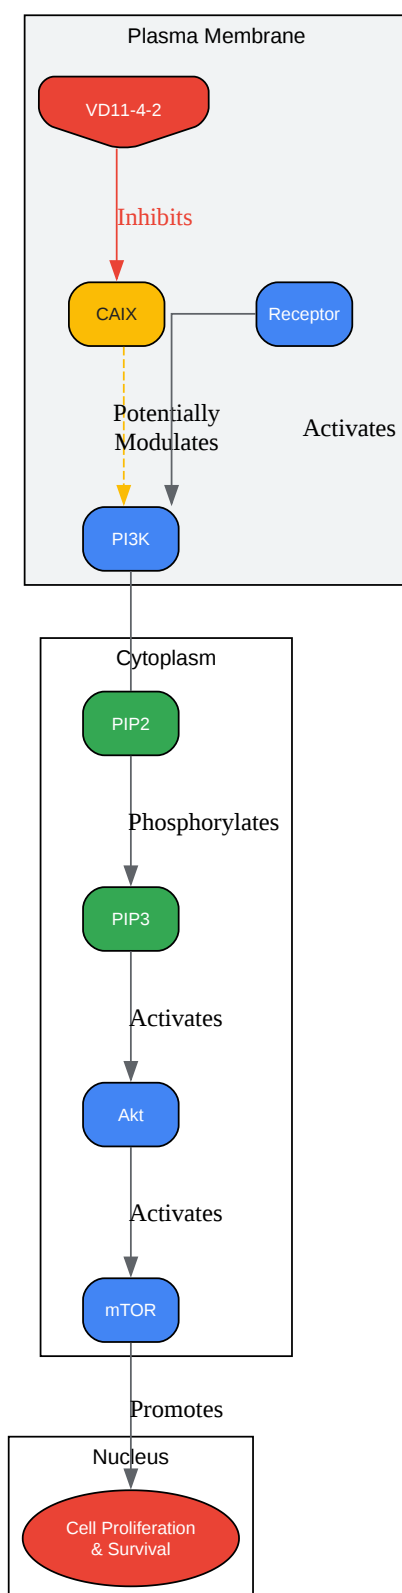 Plasma Membrane
VD11-4-2
Inhibits
CAIX
Receptor
Potentially
Modulates
Activates
PI3K
Cytoplasm
PIP2
Phosphorylates
PIP3
Activates
Akt
Activates
mTOR
Promotes
Nucleus
Cell Proliferation
& Survival